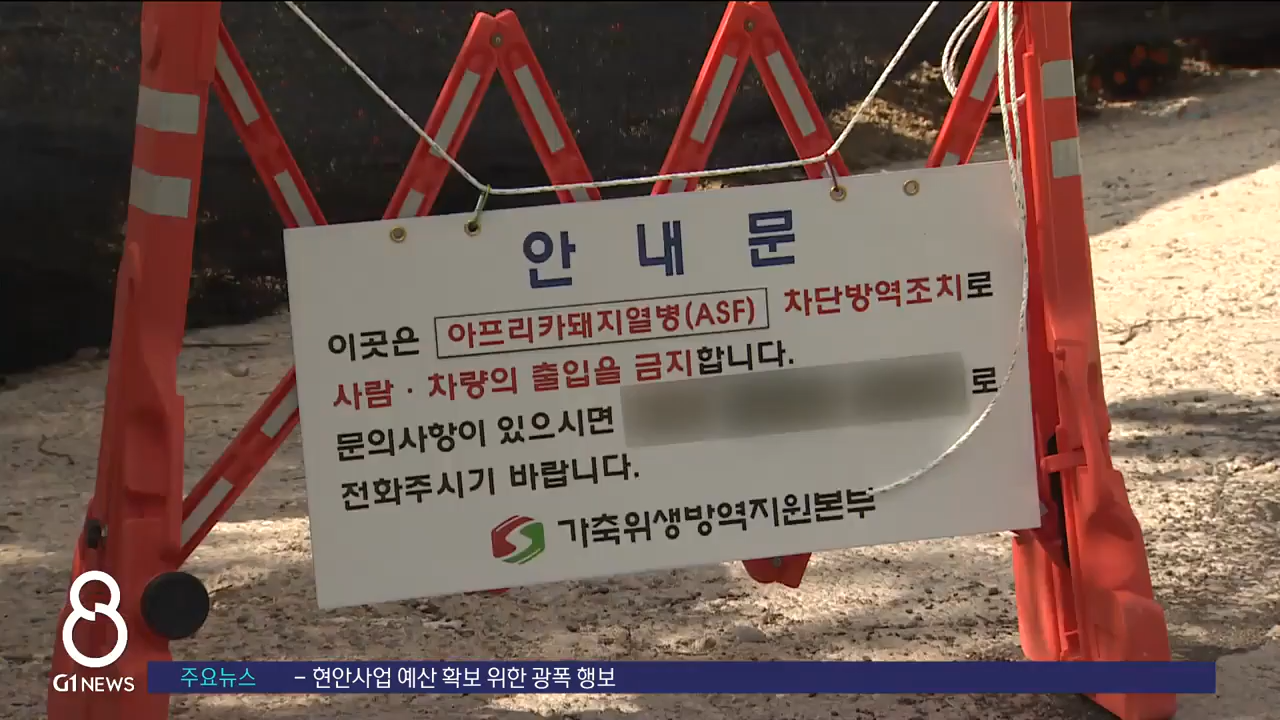 안 내 문
이곳은 아프리카돼지열병(ASF) 차단방역조치로
사람 · 차량의 출입을 금지합니다.
문의사항이 있으시면 로
전화주시기 바랍니다.
가축위생방역지원본부
8
G1 NEWS
주요뉴스 - 현안사업 예산 확보 위한 광폭 행보